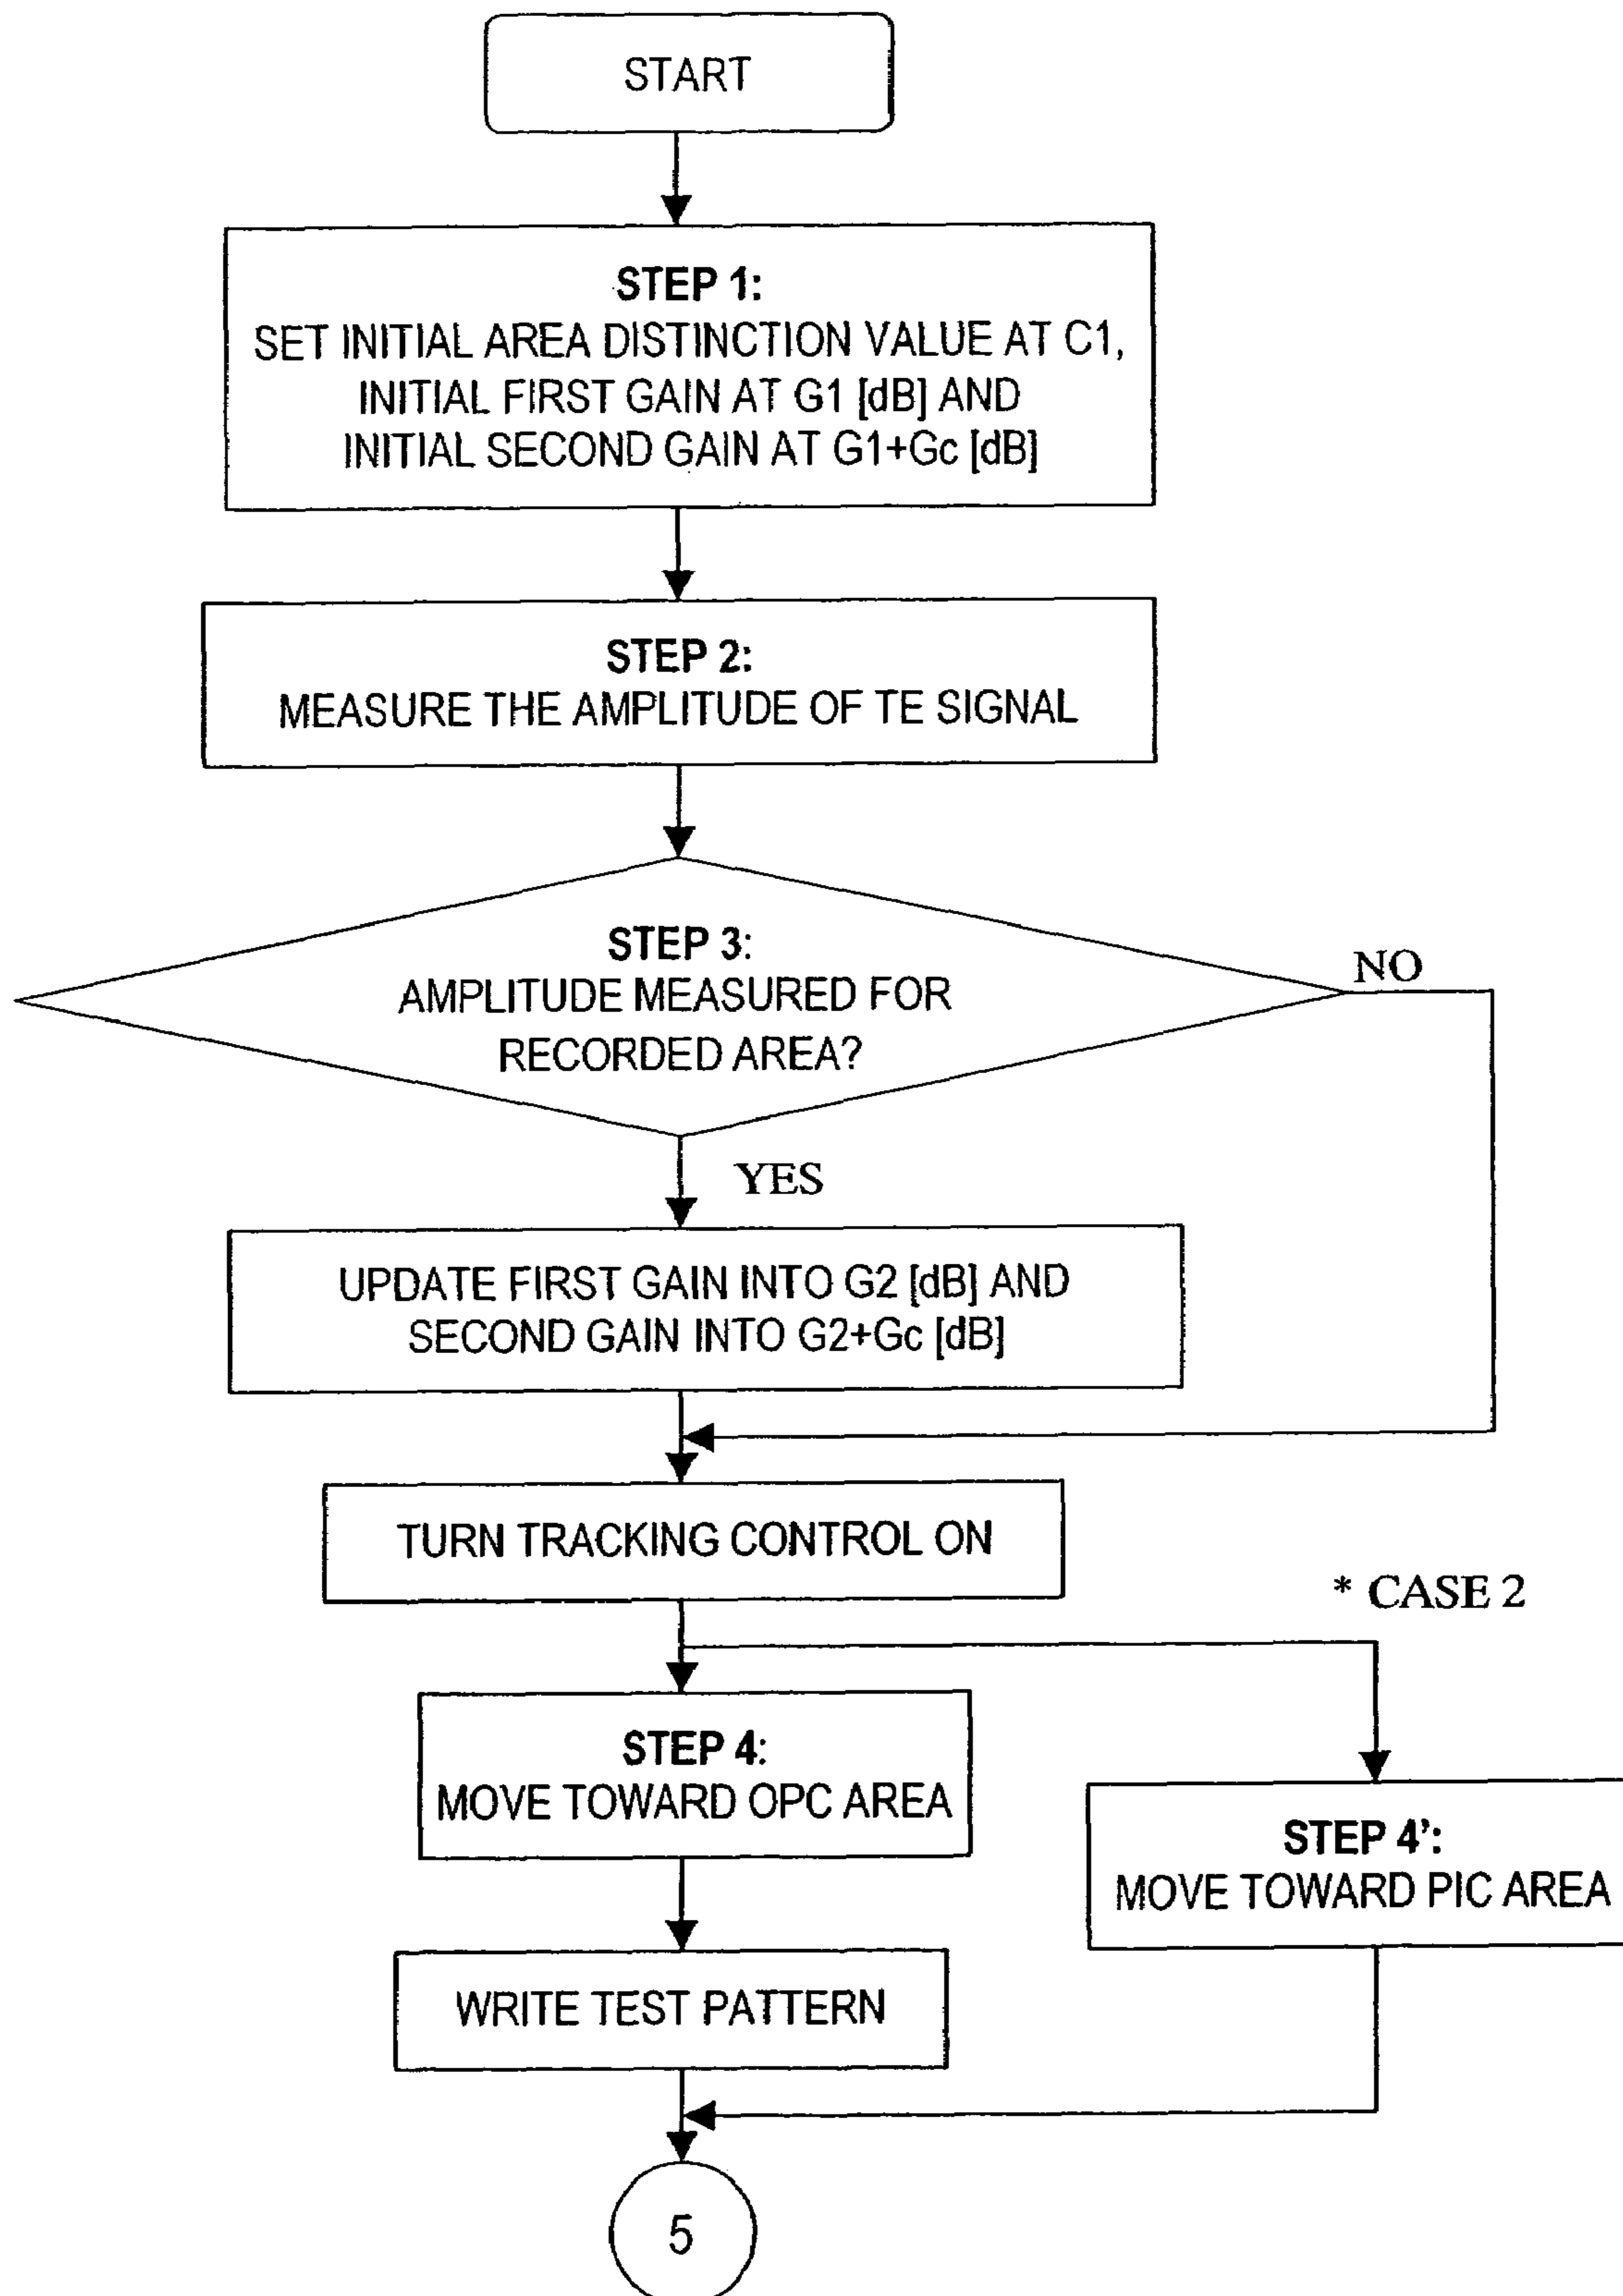 START
STEP 1:
SET INITIAL AREA DISTINCTION VALUE AT C1,
INITIAL FIRST GAIN AT G1 [dB] AND
INITIAL SECOND GAIN AT G1+Gc [dB]
STEP 2:
MEASURE THE AMPLITUDE OF TE SIGNAL
STEP 3:
AMPLITUDE MEASURED FOR
RECORDED AREA?
NO
YES
UPDATE FIRST GAIN INTO G2 [dB] AND
SECOND GAIN INTO G2+Gc [dB]
TURN TRACKING CONTROL ON
* CASE 2
STEP 4:
MOVE TOWARD OPC AREA
STEP 4':
MOVE TOWARD PIC AREA
WRITE TEST PATTERN
5